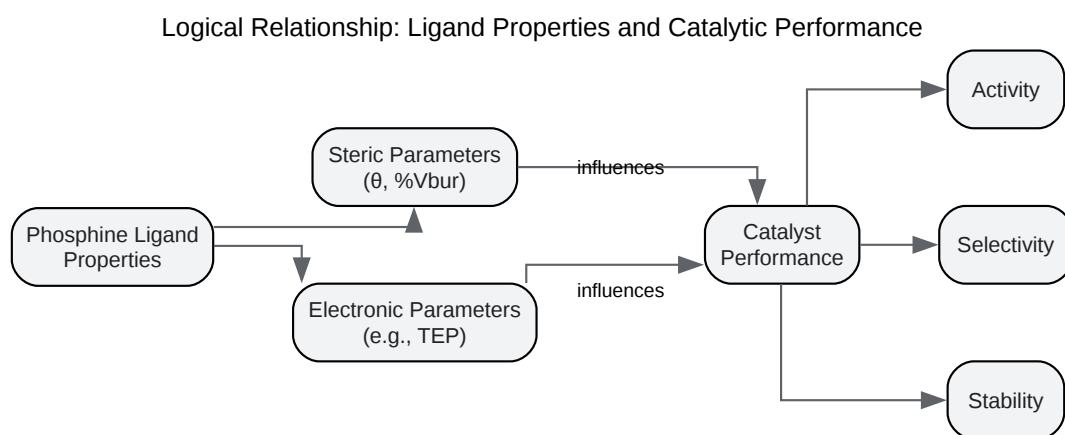 Logical Relationship: Ligand Properties and Catalytic Performance
Activity
Steric Parameters
(θ, %Vbur)
influences
Phosphine Ligand
Properties
Catalyst
Performance
Selectivity
Electronic Parameters
(e.g., TEP)
influences
Stability